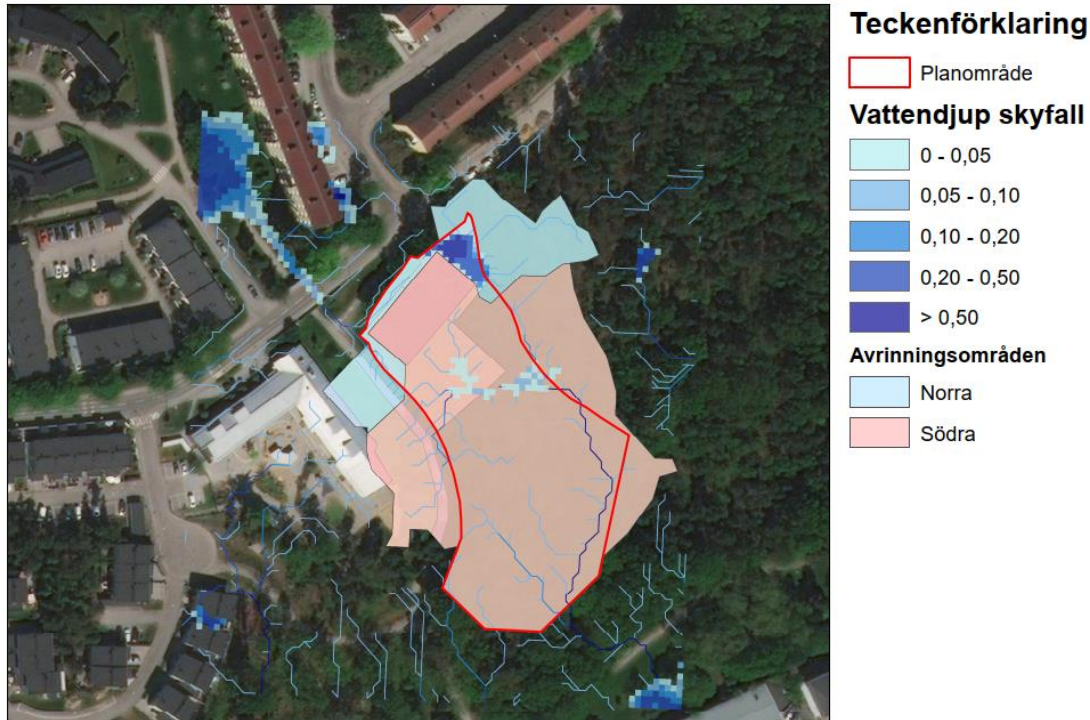 Teckenförklaring
Planområde
Vattendjup skyfall
0 - 0,05
0,05 - 0,10
0,10 - 0,20
0,20 - 0,50
> 0,50
Avrinningsområden
Norra
Södra